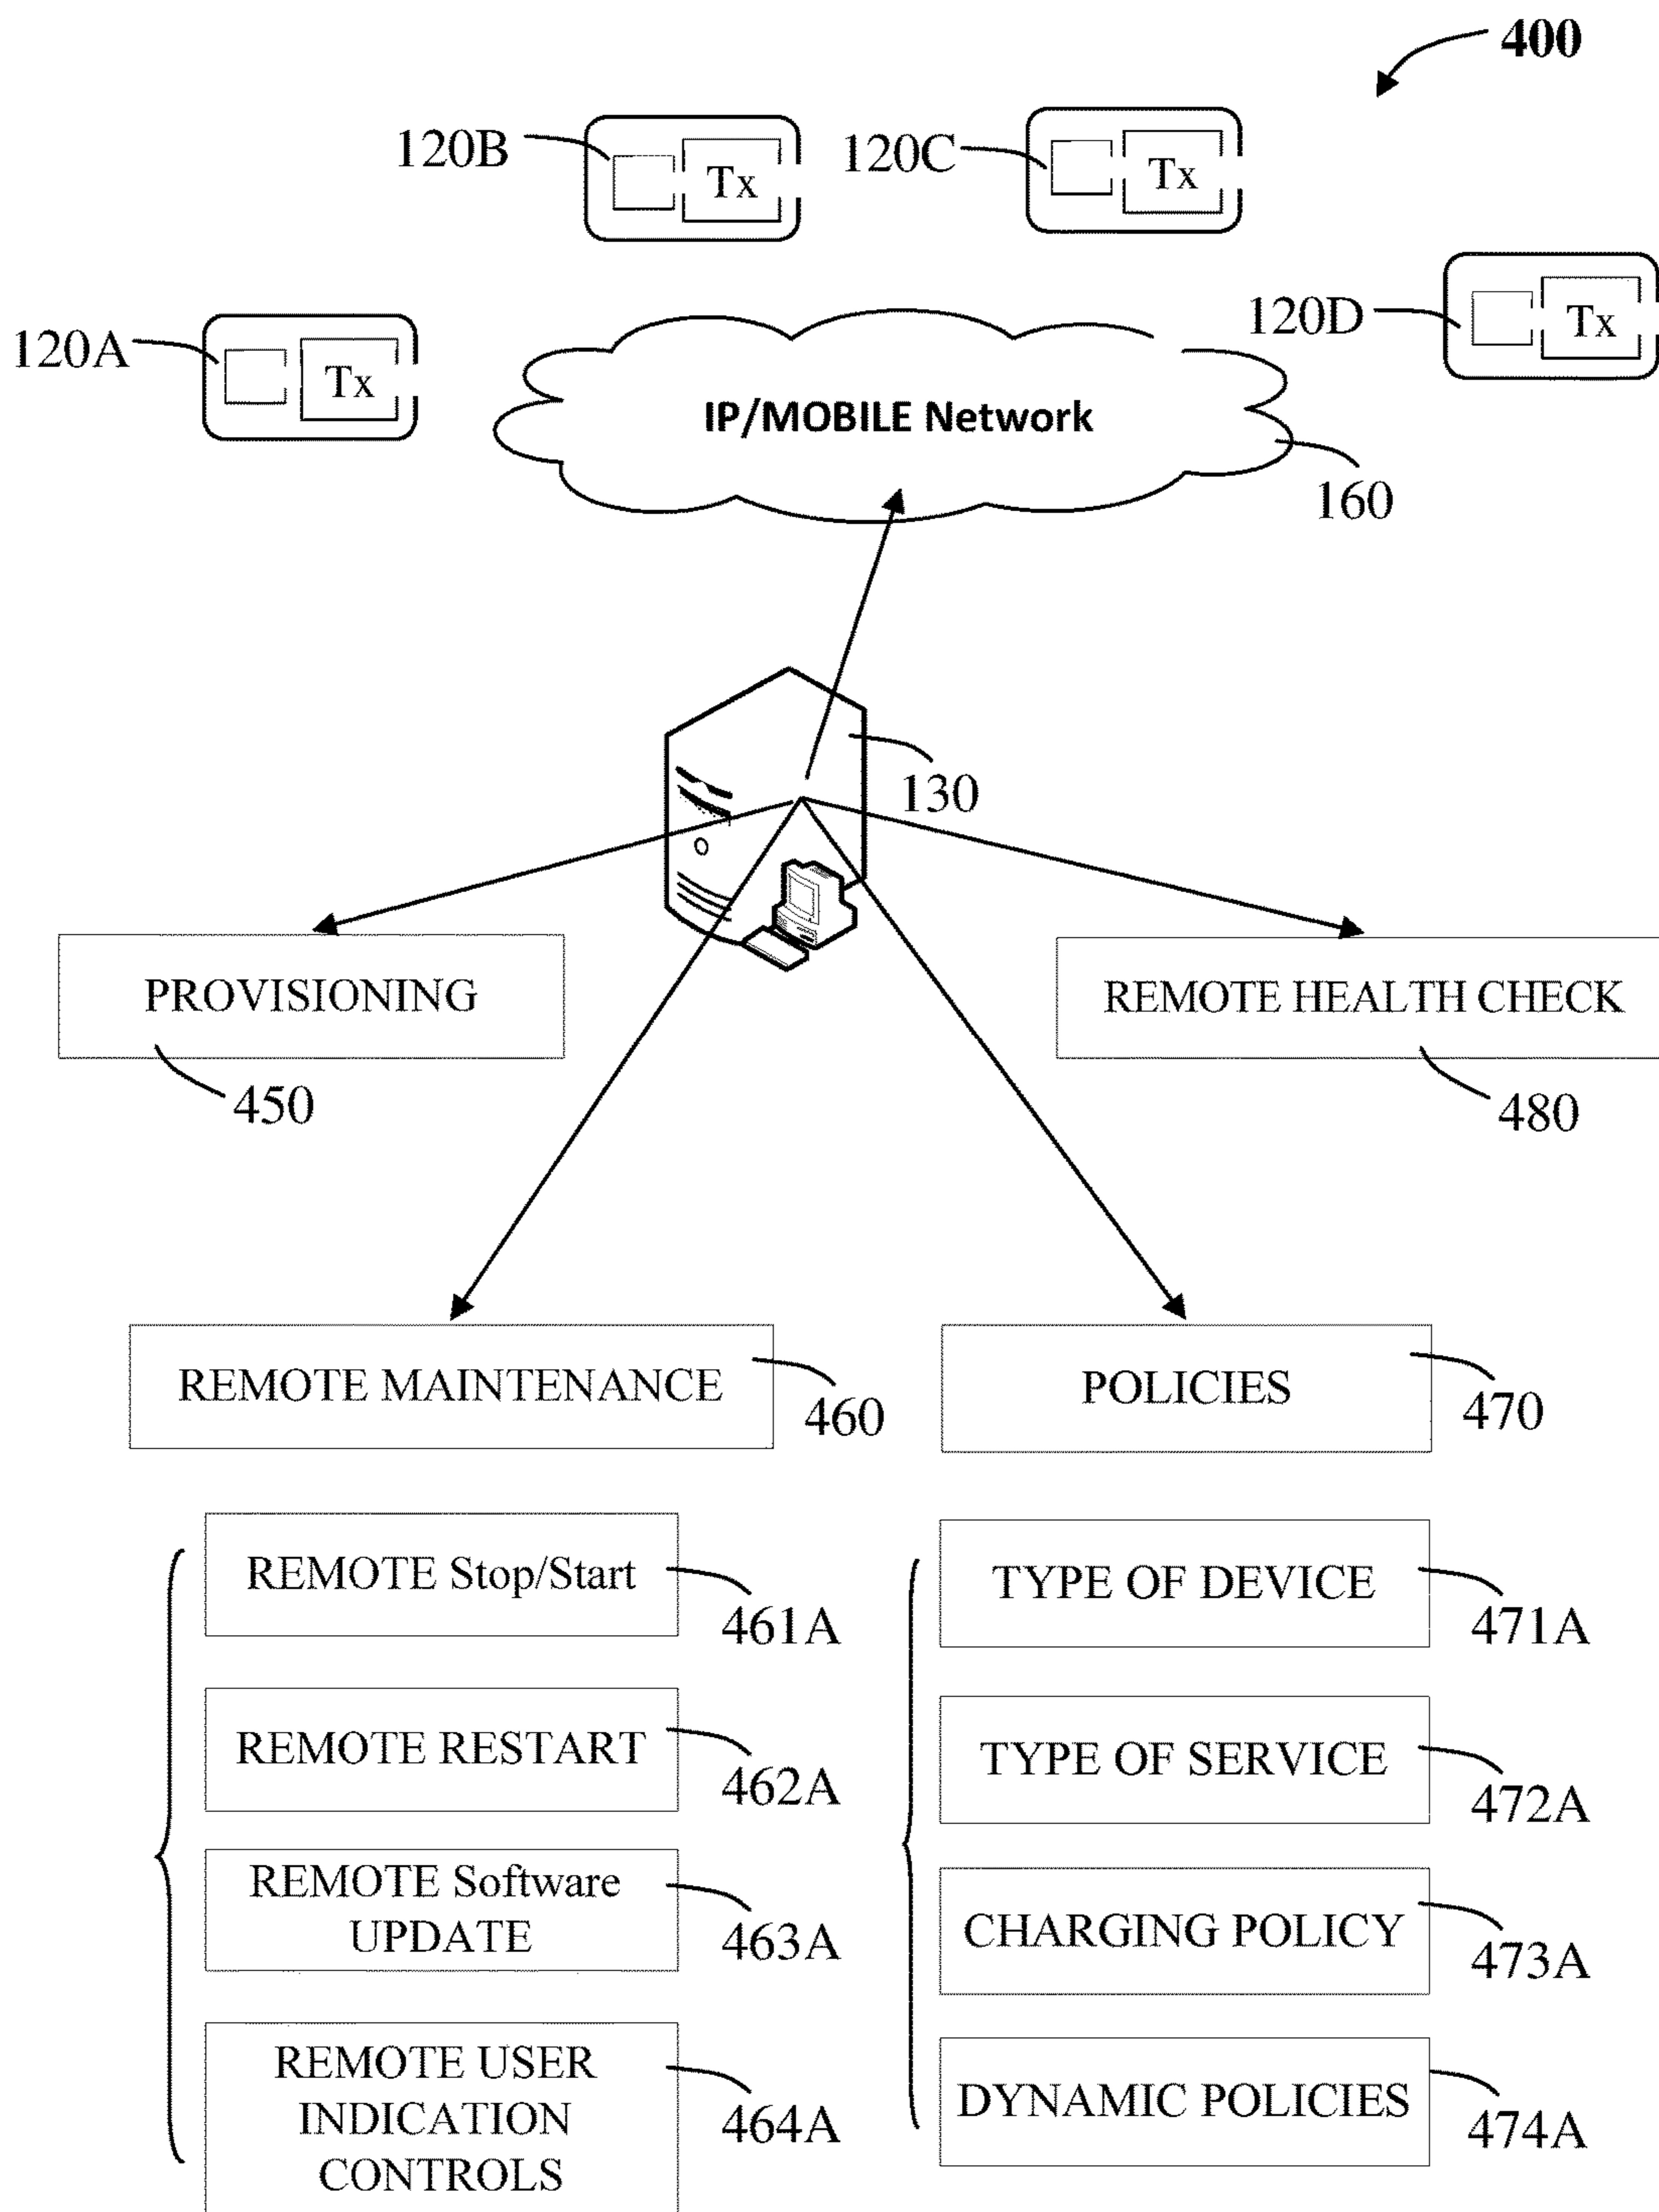 400
120B
Tx
120C
Tx
120A
Tx
120D
Tx
IP/MOBILE Network
160
130
PROVISIONING
450
REMOTE HEALTH CHECK
480
REMOTE MAINTENANCE
460
POLICIES
470
REMOTE Stop/Start
461A
TYPE OF DEVICE
471A
REMOTE RESTART
462A
TYPE OF SERVICE
472A
REMOTE Software
UPDATE
463A
CHARGING POLICY
473A
REMOTE USER
INDICATION
CONTROLS
464A
DYNAMIC POLICIES
474A